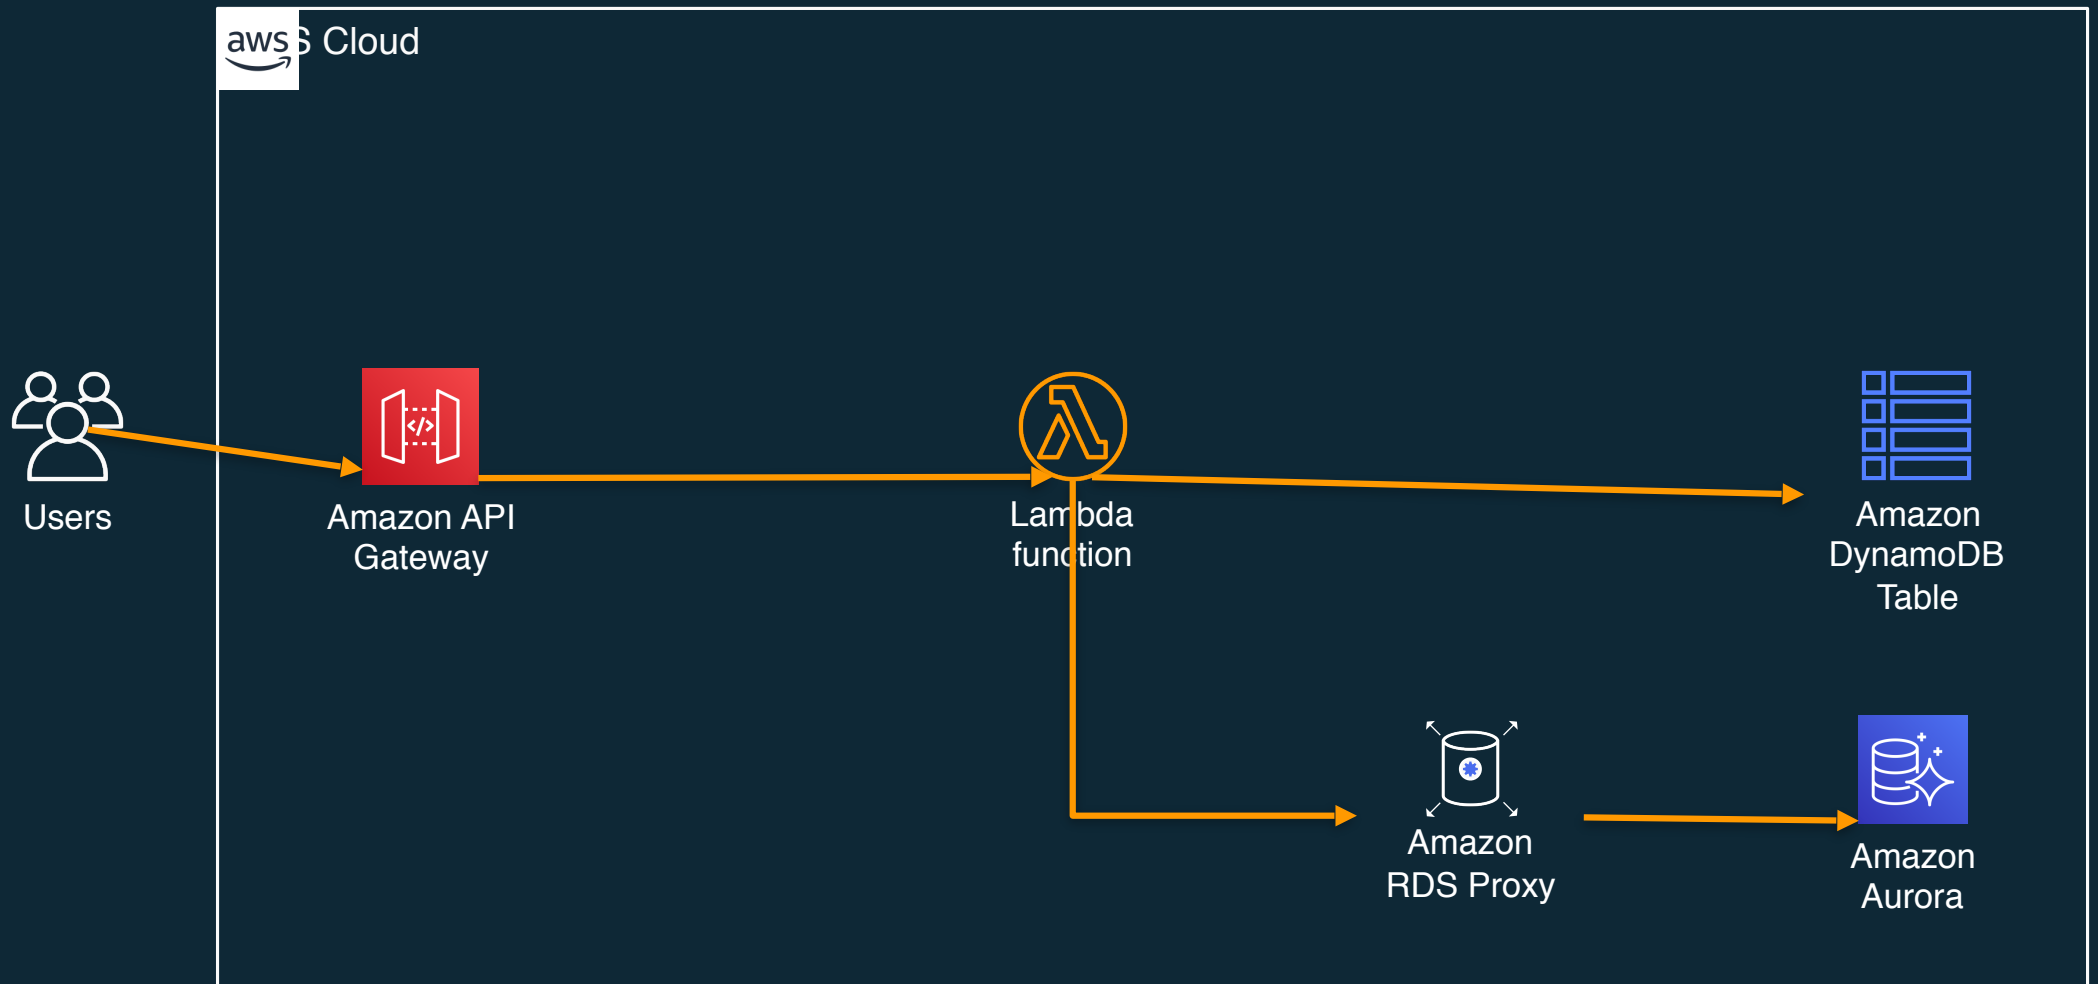 aws
S Cloud
</>
Users
Amazon API
Gateway
Lambda
function
Amazon
DynamoDB
Table
Amazon
RDS Proxy
Amazon
Aurora